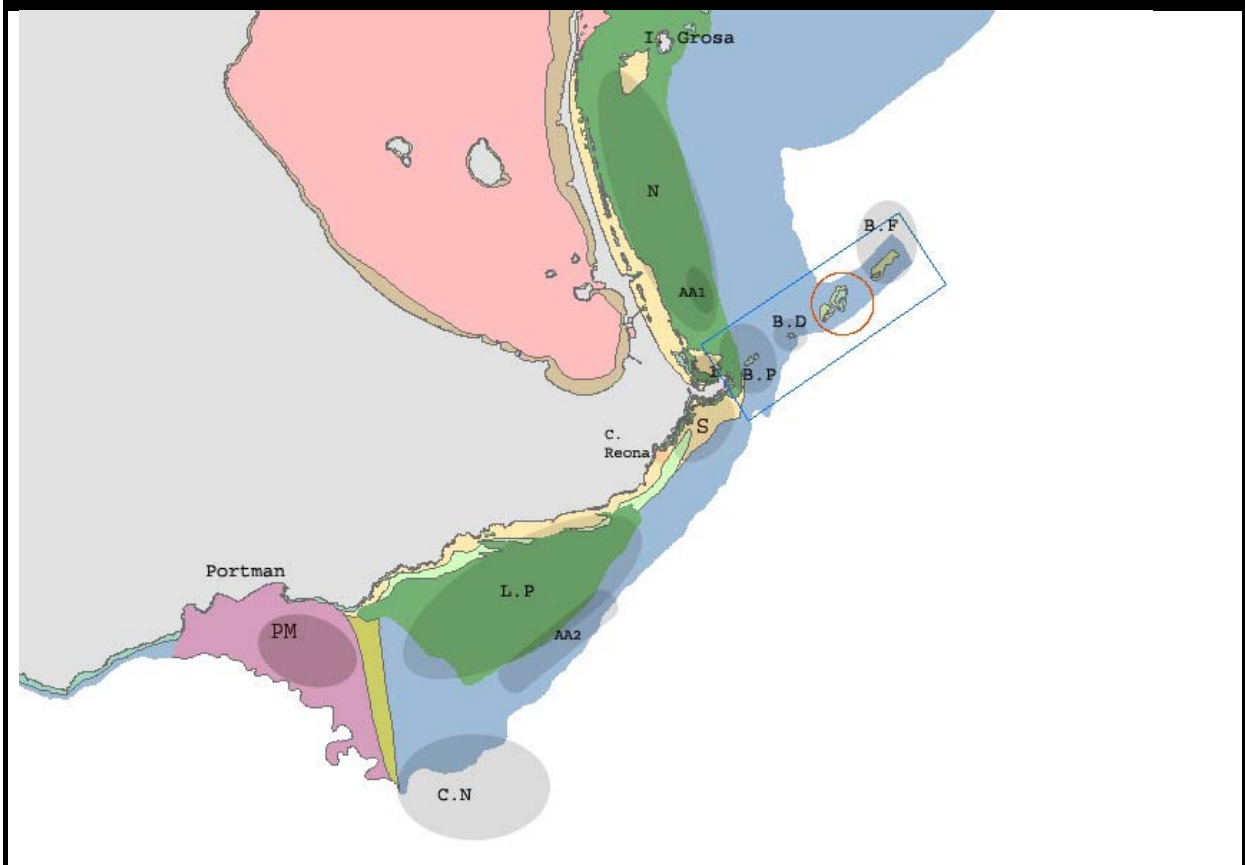 I. Grosa
N
B.F
AA1
B.D
B.P
S
C.
Reona
Portman
L.P
PM
AA2
C.N